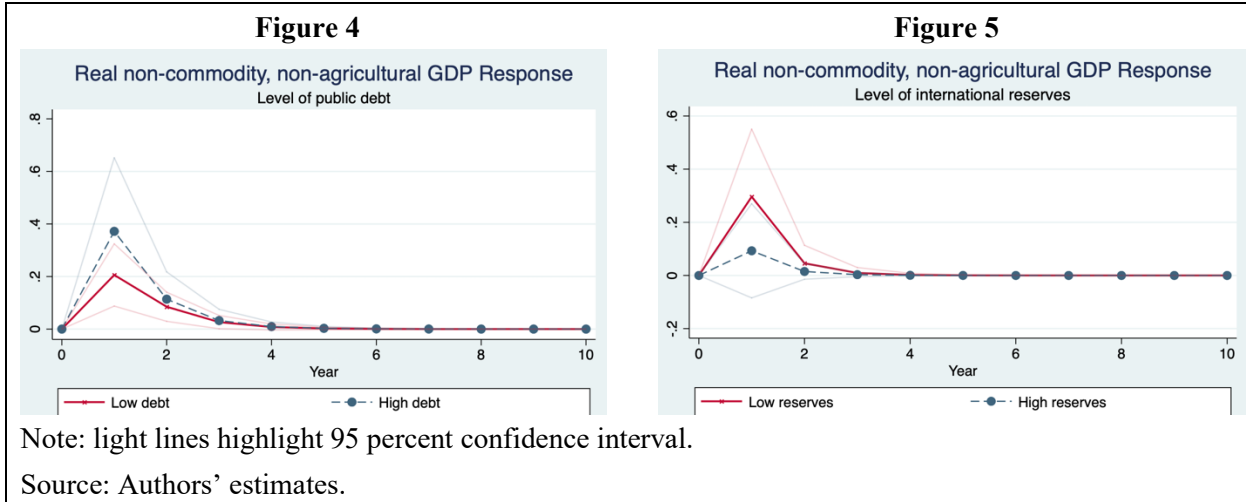 Figure 4
Real non-commodity, non-agricultural GDP Response
Level of public debt
.8
.6
.4
.2
0
0 2 4 6 8 10
Year
Low debt High debt
Figure 5
Real non-commodity, non-agricultural GDP Response
Level of international reserves
.6
.4
.2
0
-.2
0 2 4 6 8 10
Year
Low reserves High reserves
Note: light lines highlight 95 percent confidence interval.
Source: Authors’ estimates.